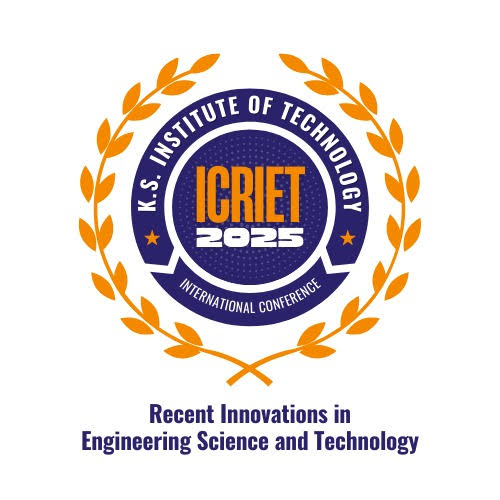 K.S. INSTITUTE OF TECHNOLOGY
ICRIET
2025
INTERNATIONAL CONFERENCE
Recent Innovations in
Engineering Science and Technology